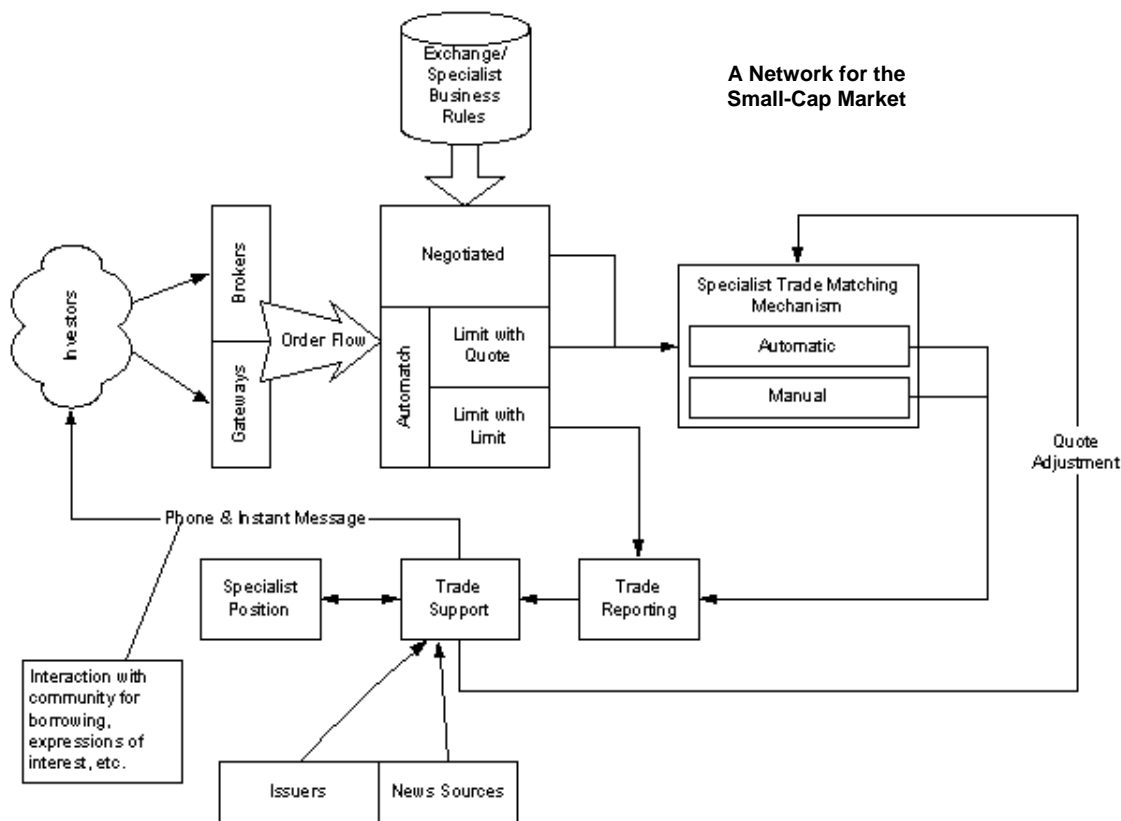 Exchange/
Specialist
Business
Rules
A Network for the
Small-Cap Market
Investors
Brokers
Gateways
Order Flow
Negotiated
Automatch
Limit with
Quote
Limit with
Limit
Specialist Trade Matching
Mechanism
Automatic
Manual
Quote
Adjustment
Phone & Instant Message
Specialist
Position
Trade
Support
Trade
Reporting
Interaction with
community for
borrowing,
expressions of
interest, etc.
Issuers
News Sources